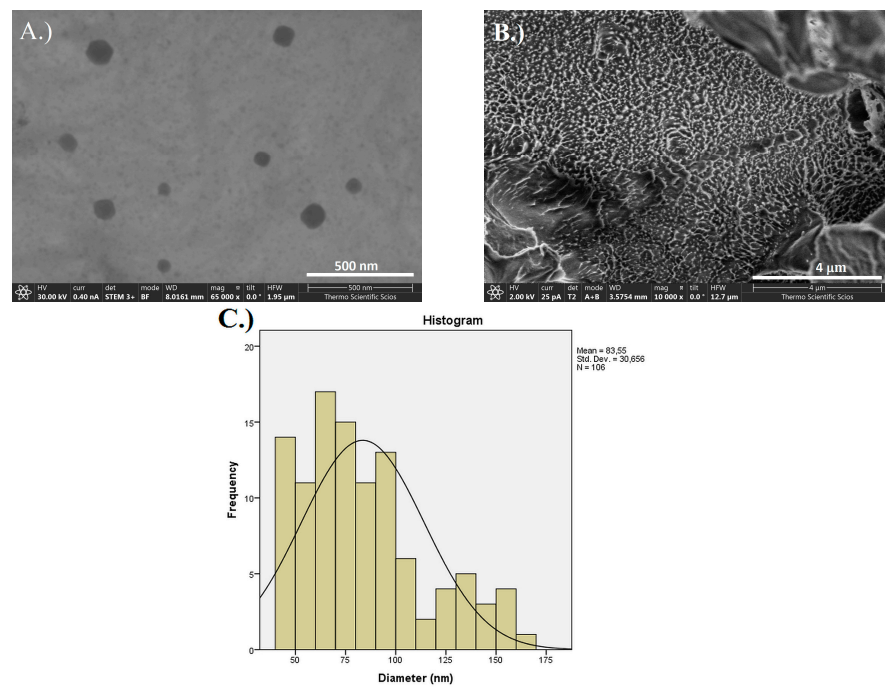 A.)
500 nm
HV curr det mode WD mag tilt HFW 500 nm
30.00 kV 0.40 nA STEM 3+ BF 8.0161 mm 65 000 x 0.0 ° 1.95 µm Thermo Scientific Scios
B.)
4 µm
HV curr det mode WD mag tilt HFW 4 µm
2.00 kV 25 pA T2 A+B 3.5754 mm 10 000 x 0.0 ° 12.7 µm Thermo Scientific Scios
C.)
Histogram
Mean = 83,55
Std. Dev. = 30,656
N = 106
Frequency
20
15
10
5
0
50 75 100 125 150 175
Diameter (nm)